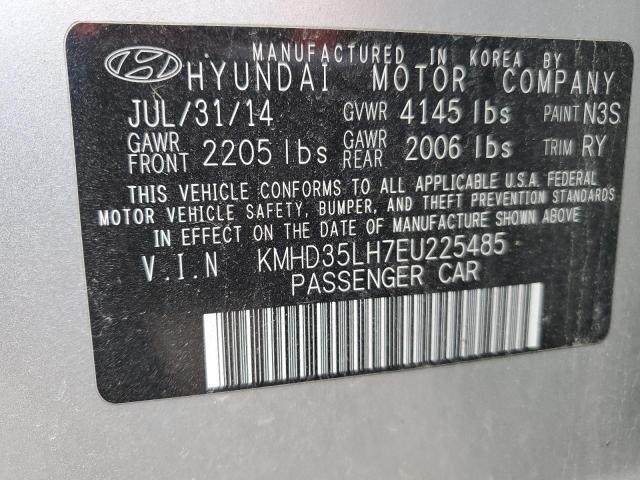 MANUFACTURED IN KOREA BY
HYUNDAI MOTOR COMPANY
JUL/31/14 GVWR 4145 lbs PAINT N3S
GAWR FRONT 2205 lbs GAWR REAR 2006 lbs TRIM RY
THIS VEHICLE CONFORMS TO ALL APPLICABLE U.S.A. FEDERAL
MOTOR VEHICLE SAFETY, BUMPER, AND THEFT PREVENTION STANDARDS
IN EFFECT ON THE DATE OF MANUFACTURE SHOWN ABOVE
V.I.N KMHD35LH7EU225485
PASSENGER CAR